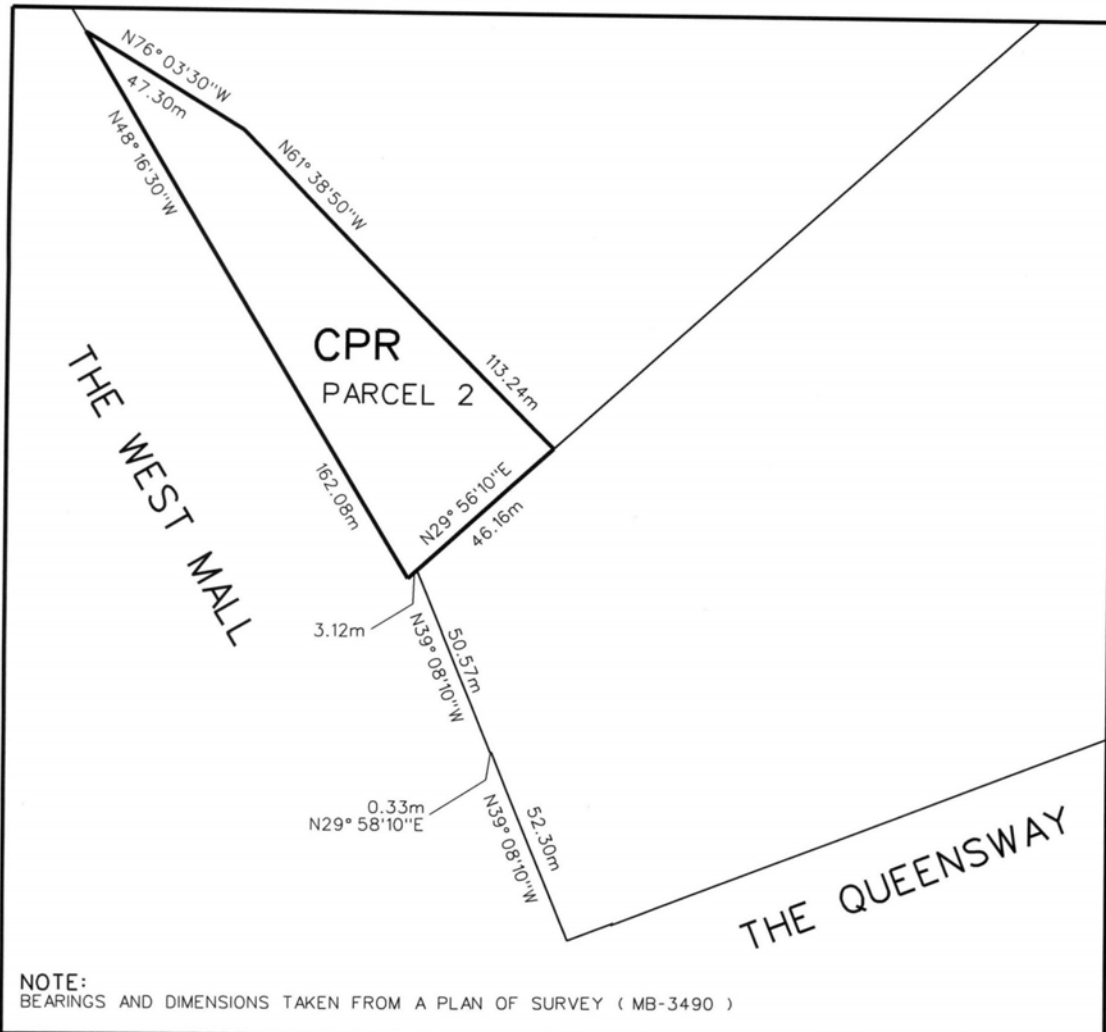 N76° 03'30"W
47.30m
N48° 16'30"W
N61° 38'50"W
CPR
PARCEL 2
113.24m
THE WEST MALL
162.08m
N29° 56'10"E
46.16m
3.12m
50.57m
N39° 08'10"W
0.33m
N29° 58'10"E
52.30m
N39° 08'10"W
THE QUEENSWAY
NOTE:
BEARINGS AND DIMENSIONS TAKEN FROM A PLAN OF SURVEY ( MB-3490 )